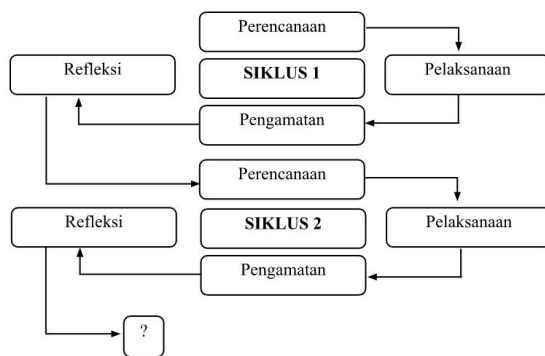 Perencanaan
Refleksi
SIKLUS 1
Pelaksanaan
Pengamatan
Perencanaan
Refleksi
SIKLUS 2
Pelaksanaan
Pengamatan
?